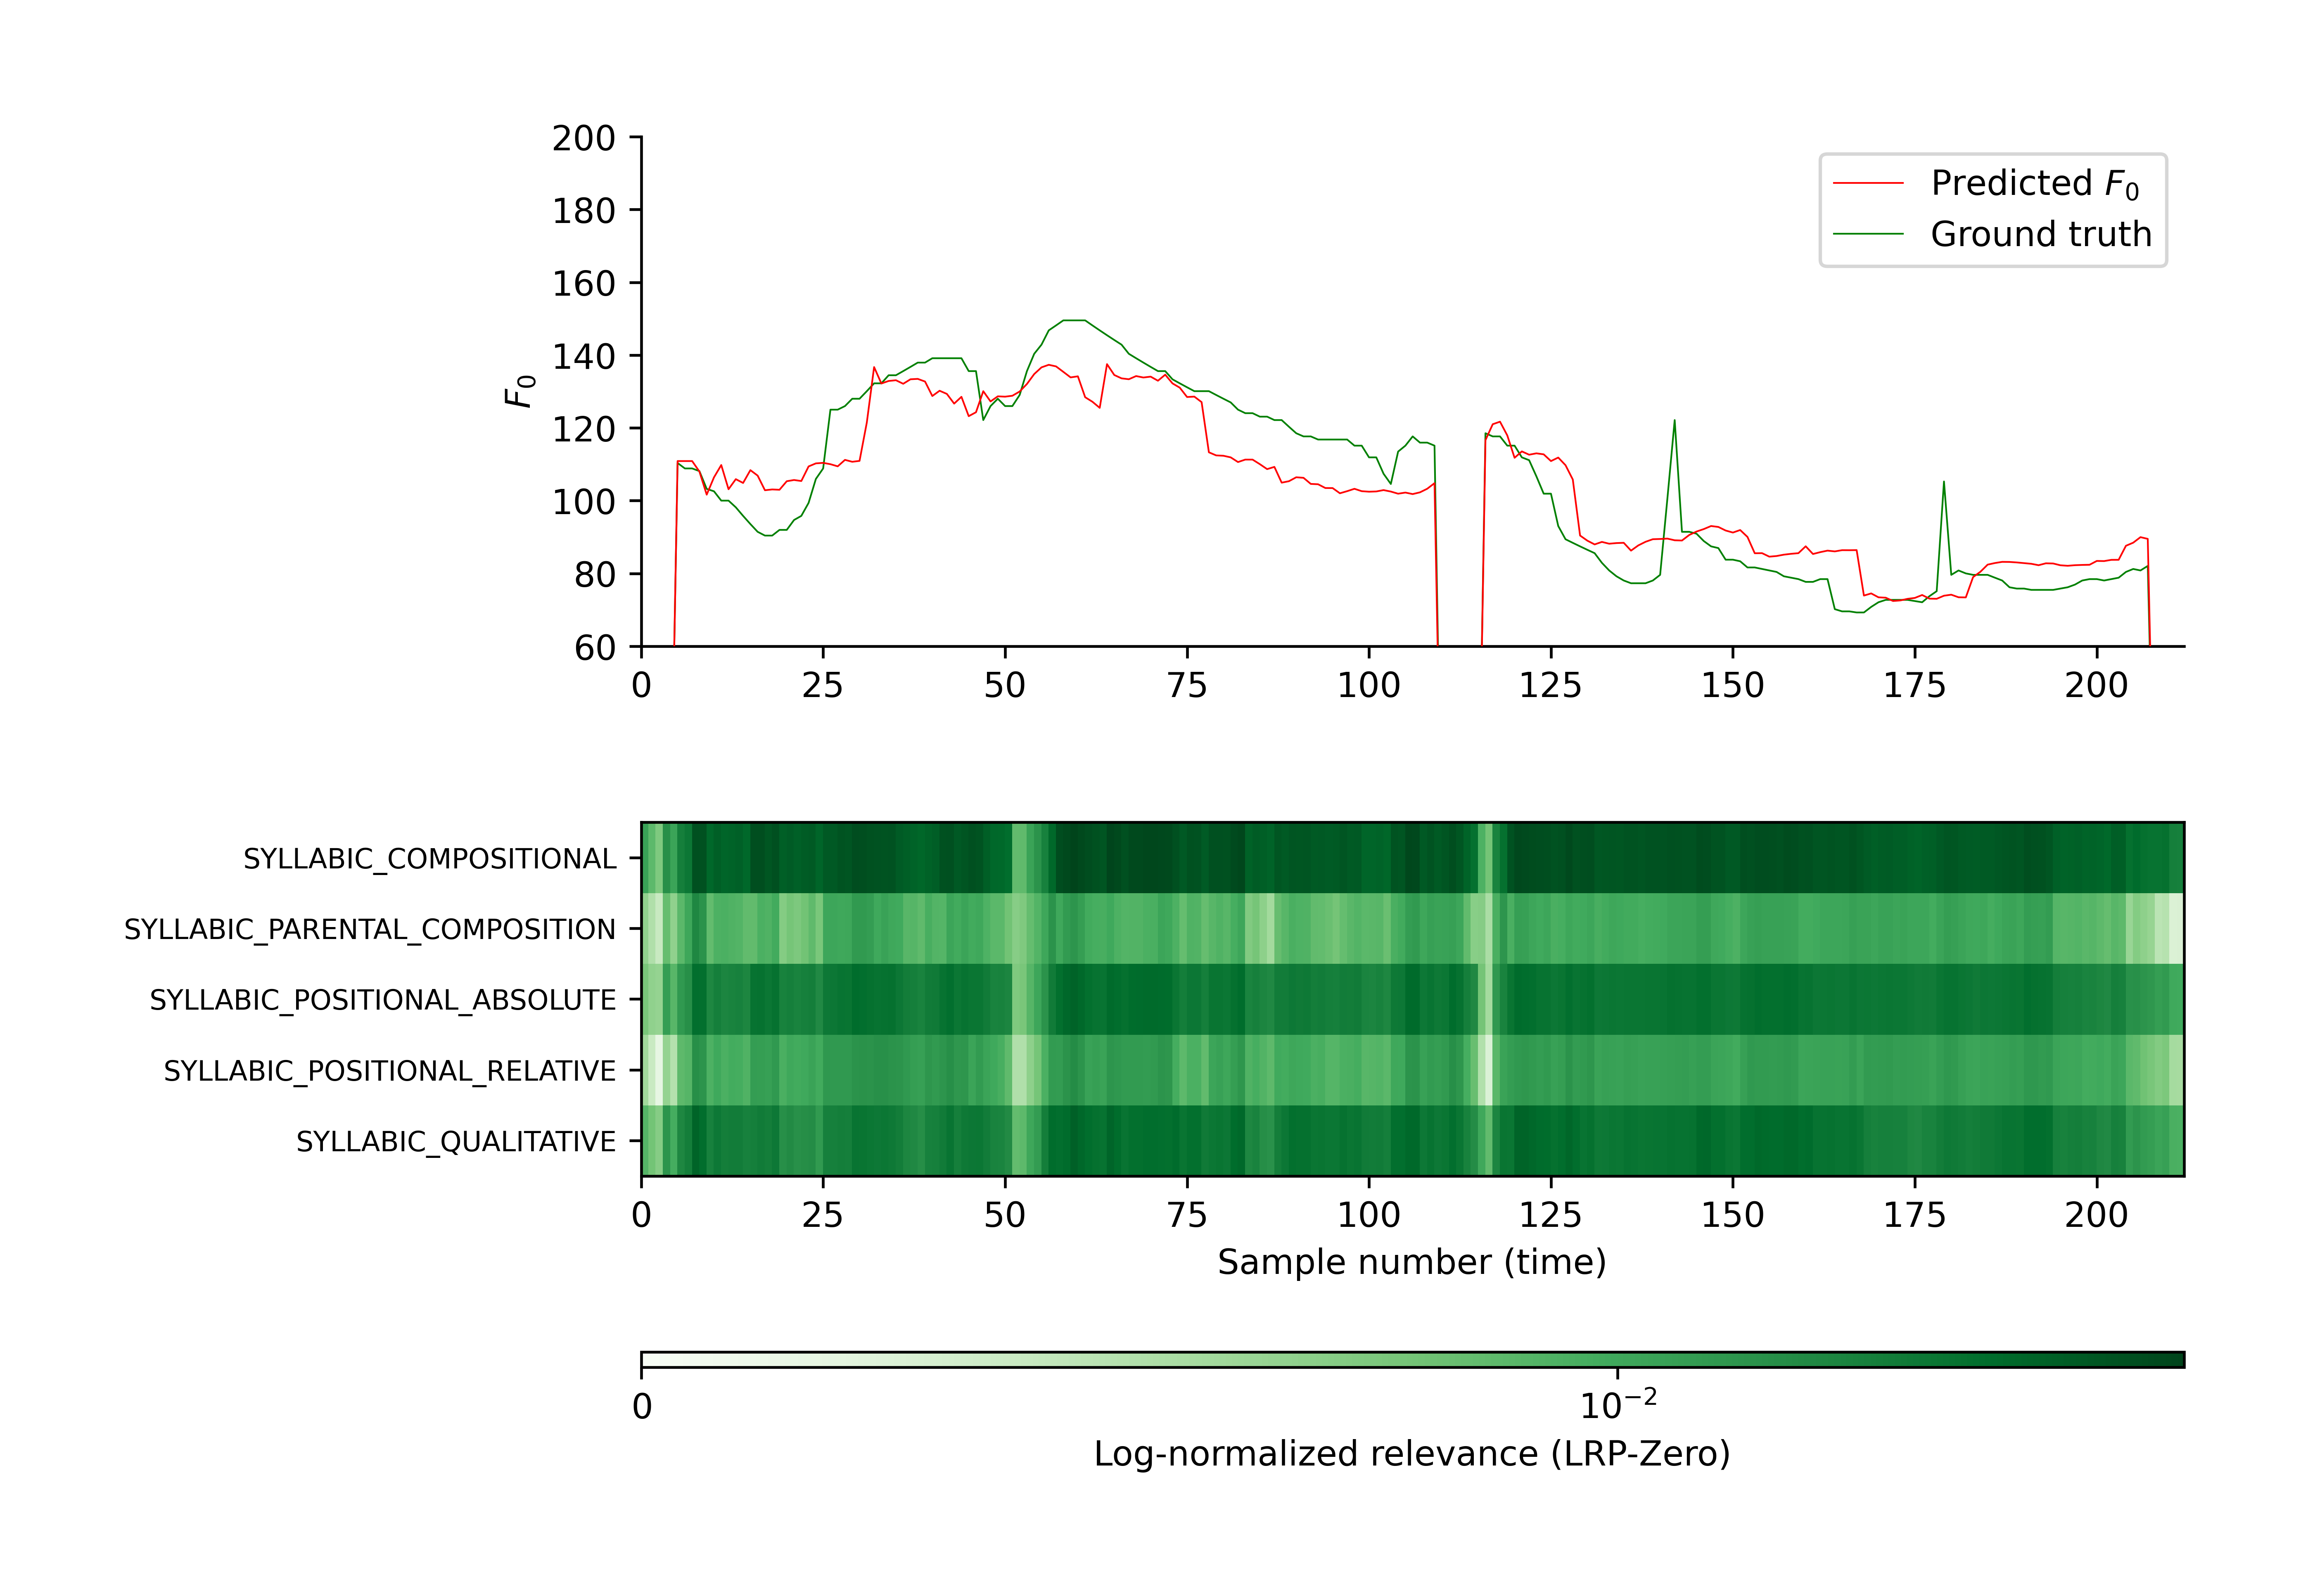 200
180
160
140
120
100
80
60
F0
Predicted F0
Ground truth
0 25 50 75 100 125 150 175 200
SYLLABIC_COMPOSITIONAL
SYLLABIC_PARENTAL_COMPOSITION
SYLLABIC_POSITIONAL_ABSOLUTE
SYLLABIC_POSITIONAL_RELATIVE
SYLLABIC_QUALITATIVE
0 25 50 75 100 125 150 175 200
Sample number (time)
0 10−2
Log-normalized relevance (LRP-Zero)